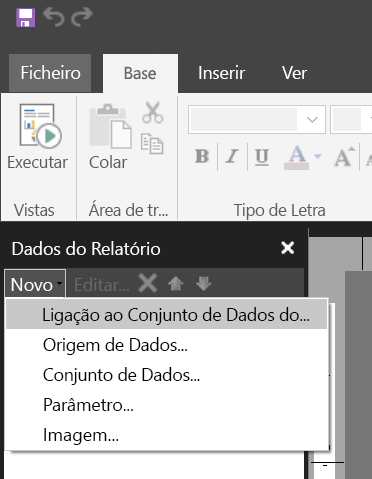 Ficheiro Base Inserir Ver
Executar Colar
B I U A A
Vistas Área de tr... Tipo de Letra
Dados do Relatório
Novo Editar...
Ligação ao Conjunto de Dados do...
Origem de Dados...
Conjunto de Dados...
Parâmetro...
Imagem...